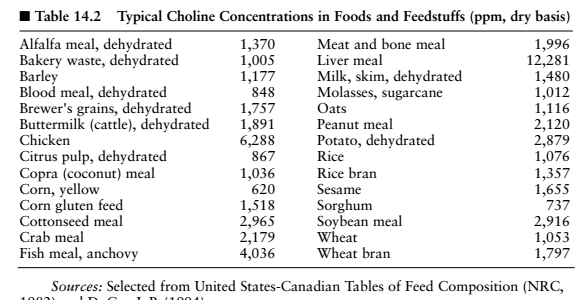 ■ Table 14.2 Typical Choline Concentrations in Foods and Feedstuffs (ppm, dry basis)
Alfalfa meal, dehydrated 1,370 Meat and bone meal 1,996
Bakery waste, dehydrated 1,005 Liver meal 12,281
Barley 1,177 Milk, skim, dehydrated 1,480
Blood meal, dehydrated 848 Molasses, sugarcane 1,012
Brewer's grains, dehydrated 1,757 Oats 1,116
Buttermilk (cattle), dehydrated 1,891 Peanut meal 2,120
Chicken 6,288 Potato, dehydrated 2,879
Citrus pulp, dehydrated 867 Rice 1,076
Copra (coconut) meal 1,036 Rice bran 1,357
Corn, yellow 620 Sesame 1,655
Corn gluten feed 1,518 Sorghum 737
Cottonseed meal 2,965 Soybean meal 2,916
Crab meal 2,179 Wheat 1,053
Fish meal, anchovy 4,036 Wheat bran 1,797
Sources: Selected from United States-Canadian Tables of Feed Composition (NRC,